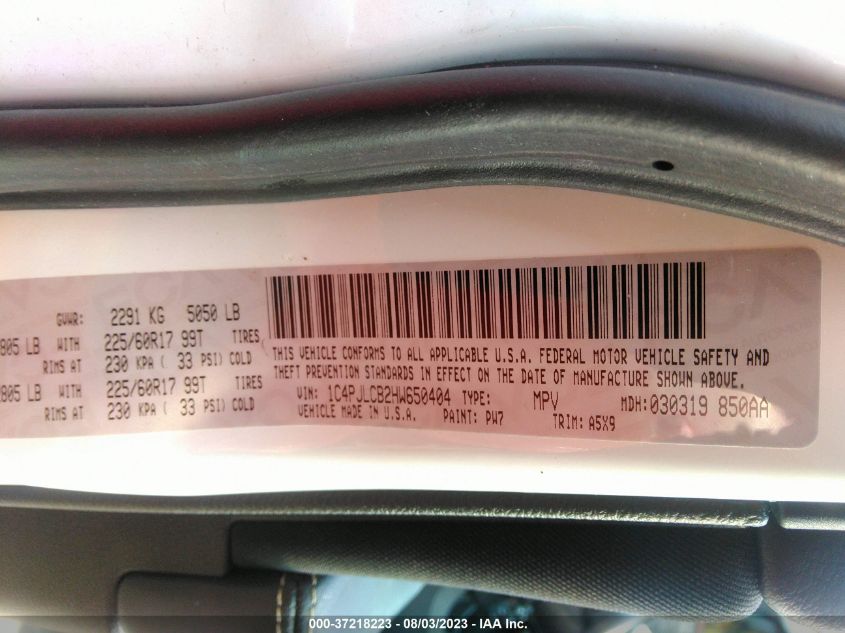 GVWR: 2291 KG 5050 LB
805 LB WITH 225/60R17 99T TIRES
RIMS AT 230 KPA ( 33 PSI) COLD
2805 LB WITH 225/60R17 99T TIRES
RIMS AT 230 KPA ( 33 PSI) COLD
THIS VEHICLE CONFORMS TO ALL APPLICABLE U.S.A. FEDERAL MOTOR VEHICLE SAFETY AND
THEFT PREVENTION STANDARDS IN EFFECT ON THE DATE OF MANUFACTURE SHOWN ABOVE.
VIN: 1C4PJLCB2HW650404 TYPE: MPV MDH: 030319 850AA
VEHICLE MADE IN U.S.A. PAINT: PW7 TRIM: A5X9
000-37218223 - 08/03/2023 - IAA Inc.